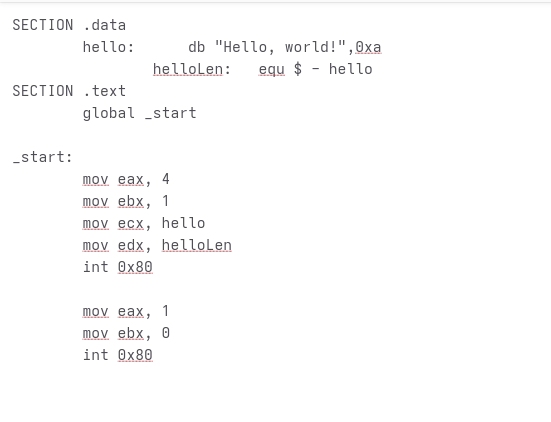 SECTION .data
hello: db "Hello, world!",0xa
helloLen: equ $ - hello
SECTION .text
global _start
_start:
mov eax, 4
mov ebx, 1
mov ecx, hello
mov edx, helloLen
int 0x80
mov eax, 1
mov ebx, 0
int 0x80